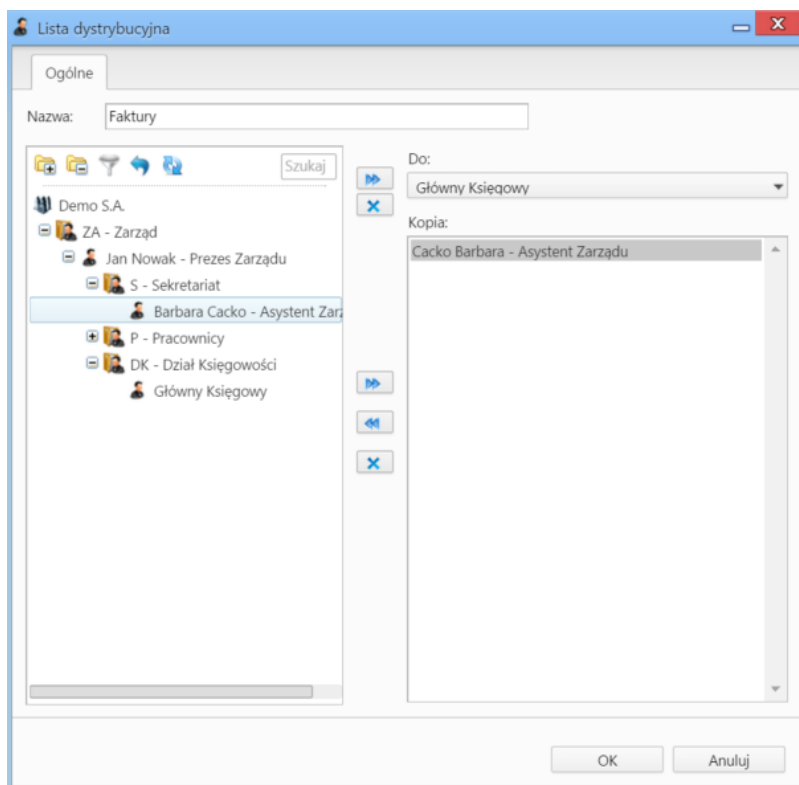 Lista dystrybucyjna
Ogólne
Nazwa: Faktury
Szukaj
Demo S.A.
ZA - Zarząd
Jan Nowak - Prezes Zarządu
S - Sekretariat
Barbara Cacko - Asystent Zarz
P - Pracownicy
DK - Dział Księgowości
Główny Księgowy
Do:
Główny Księgowy
Kopia:
Cacko Barbara - Asystent Zarządu
OK
Anuluj